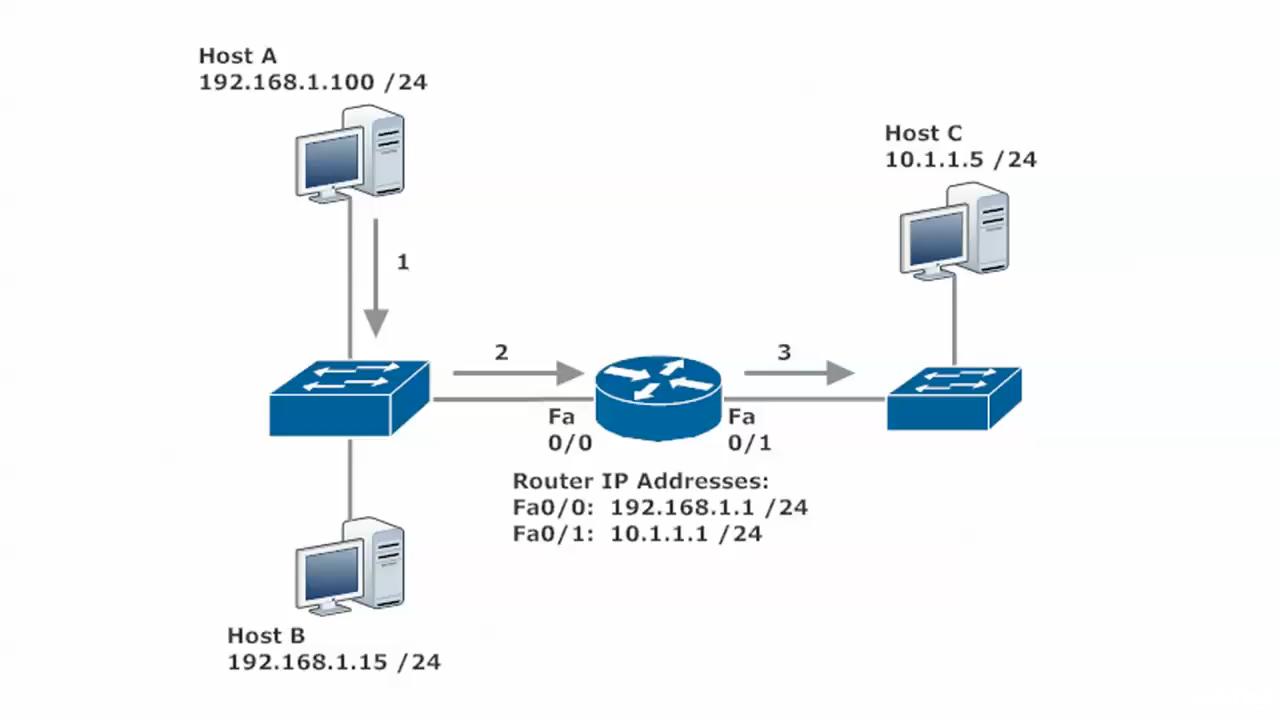 Host A
192.168.1.100 /24
Host C
10.1.1.5 /24
1
2
3
Fa
0/0
Fa
0/1
Router IP Addresses:
Fa0/0: 192.168.1.1 /24
Fa0/1: 10.1.1.1 /24
Host B
192.168.1.15 /24